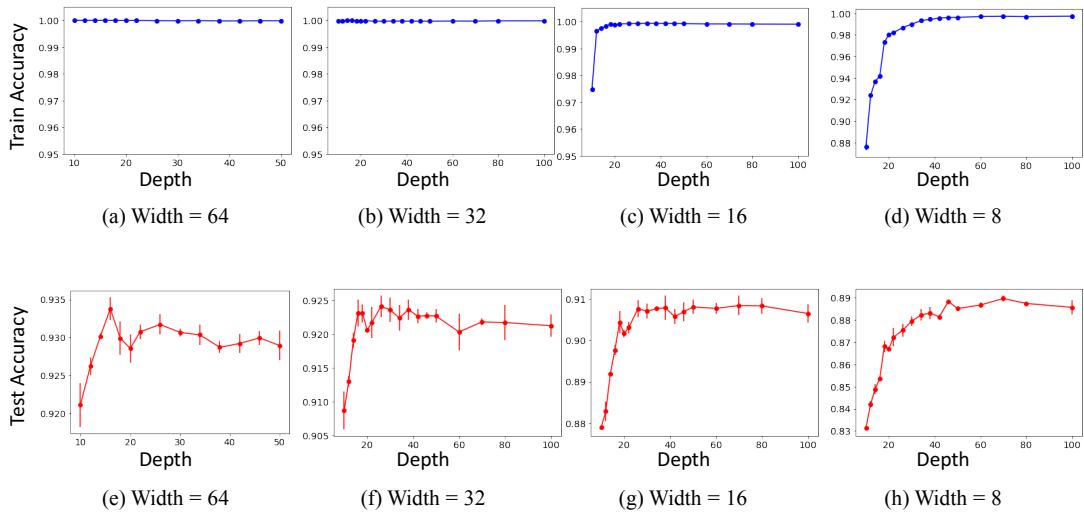 Train Accuracy
1.00
0.99
0.98
0.97
0.96
0.95
10 20 30 40 50
Depth
(a) Width = 64
1.00
0.99
0.98
0.97
0.96
0.95
20 40 60 80 100
Depth
(b) Width = 32
1.00
0.99
0.98
0.97
0.96
0.95
20 40 60 80 100
Depth
(c) Width = 16
1.00
0.98
0.96
0.94
0.92
0.90
0.88
20 40 60 80 100
Depth
(d) Width = 8
Test Accuracy
0.935
0.930
0.925
0.920
10 20 30 40 50
Depth
(e) Width = 64
0.925
0.920
0.915
0.910
0.905
20 40 60 80 100
Depth
(f) Width = 32
0.91
0.90
0.89
0.88
20 40 60 80 100
Depth
(g) Width = 16
0.89
0.88
0.87
0.86
0.85
0.84
0.83
20 40 60 80 100
Depth
(h) Width = 8